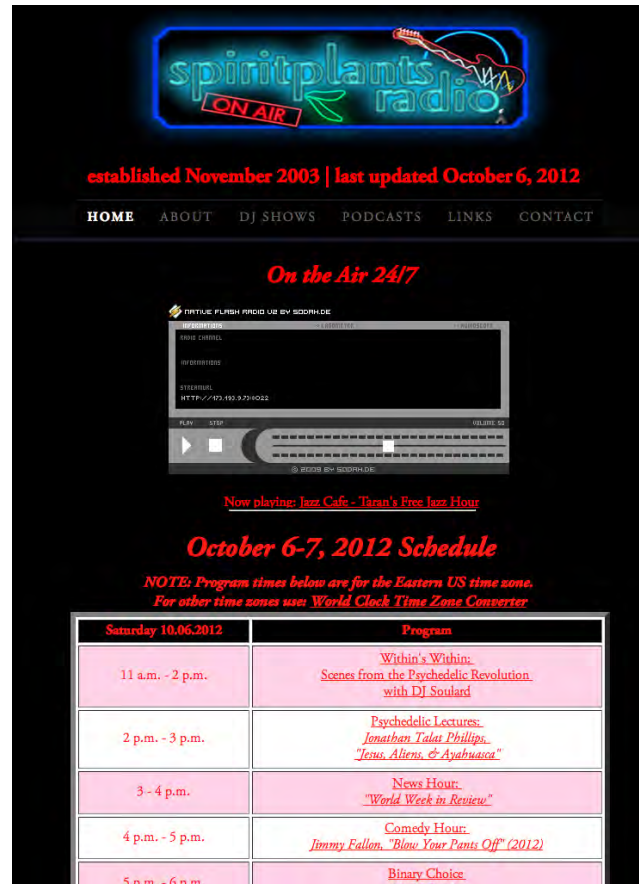 spiritplants
radio
ON AIR
established November 2003 | last updated October 6, 2012
HOME ABOUT DJ SHOWS PODCASTS LINKS CONTACT
On the Air 24/7
NATIVE FLASH RADIO V2 BY SODAH.DE
INFORMATIONS
RADIO CHANNEL
INFORMATIONS
STREAMURL
PLAY STOP VOLUME 50
© 2009 BY SODAH.DE
Now playing: Jazz Cafe - Taran's Free Jazz Hour
October 6-7, 2012 Schedule
NOTE: Program times below are for the Eastern US time zone.
For other time zones use: World Clock Time Zone Converter
Saturday 10.06.2012 Program
Within's Within:
11 a.m. - 2 p.m. Scenes from the Psychedelic Revolution
with DJ Soulard
Psychedelic Lectures:
2 p.m. - 3 p.m. Jonathan Talat Phillips,
"Jesus, Aliens, & Ayahuasca"
News Hour:
3 - 4 p.m.
"World Week in Review"
Comedy Hour:
4 p.m. - 5 p.m.
Jimmy Fallon, "Blow Your Pants Off" (2012)
Binary Choice
5 p.m. - 6 p.m.